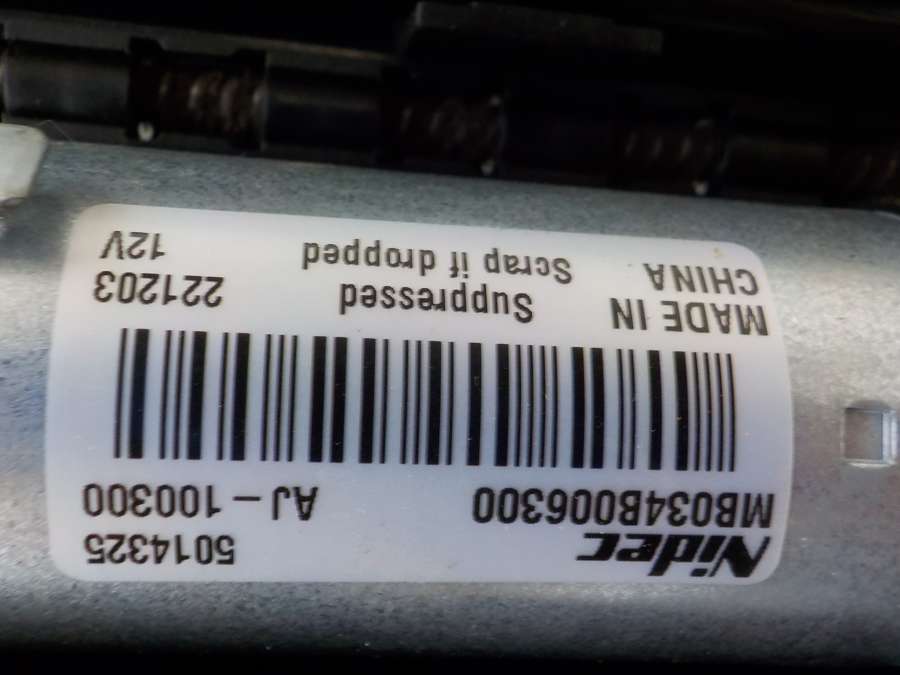 Nidec 5014325
MB034B006300 AJ-100300
MADE IN Suppressed 221203
CHINA Scrap if dropped 12V